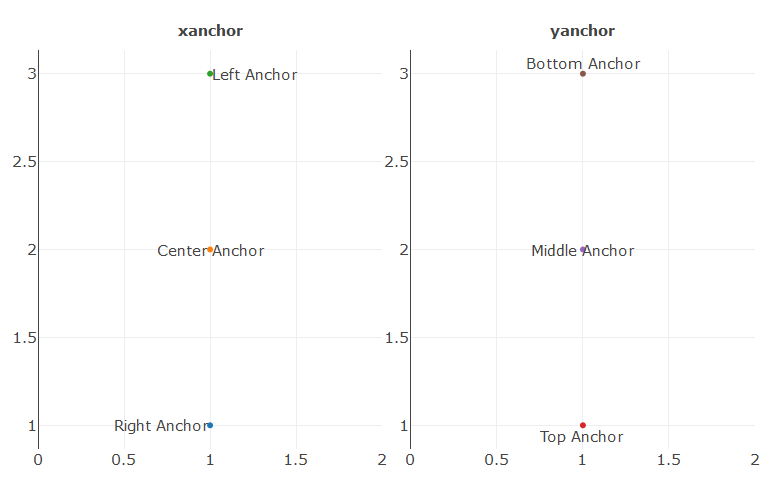 xanchor
3
Left Anchor
2.5
2
Center Anchor
1.5
1
Right Anchor
0 0.5 1 1.5 2
yanchor
Bottom Anchor
3
2.5
2
Middle Anchor
1.5
1
Top Anchor
0 0.5 1 1.5 2